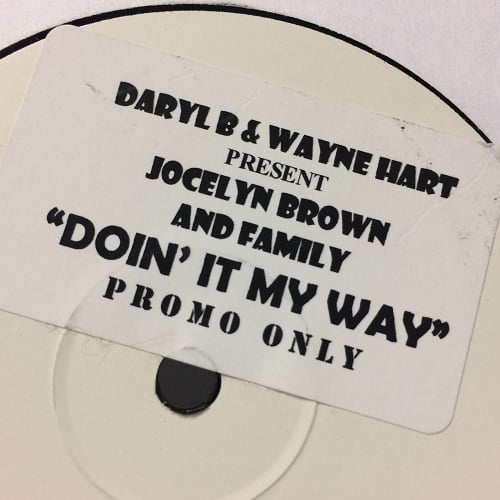 DARYL B & WAYNE HART
PRESENT
JOCELYN BROWN
AND FAMILY
"DOIN' IT MY WAY"
PROMO ONLY